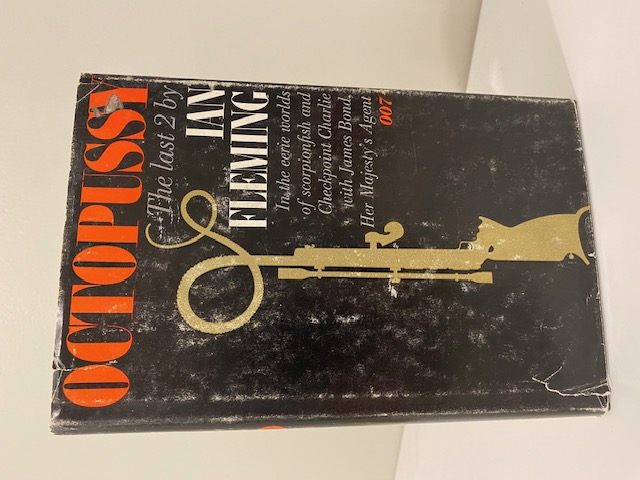 OCTOPUSSY
The last 2 by
IAN
FLEMING
In the eerie worlds
of scorpionfish and
Checkpoint Charlie
with James Bond,
Her Majesty's Agent
007